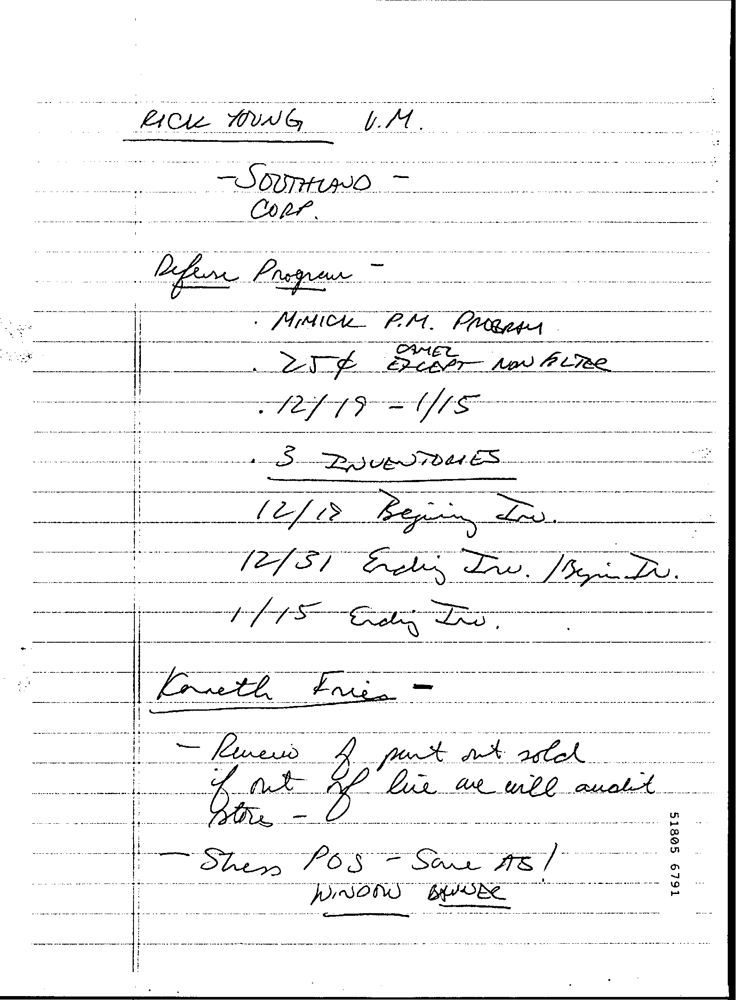 RICK YOUNG V.M.
- SOUTHLAND -
CORP.
Defense Program -
. MIMICK P.M. PROGRAM
CAMEL
. 25¢ EXCEPT NON FILTER
. 12/19 - 1/15
. 3 INVENTORIES
12/18 Begining Inv.
12/31 Ending Inv. / Begin Inv.
1/15 Ending Inv.
Kenneth Fries -
- Review of put out sold
if out of line we will audit
Store -
- Stress POS - Same AS!
WINDOW BANNER
51805 6791